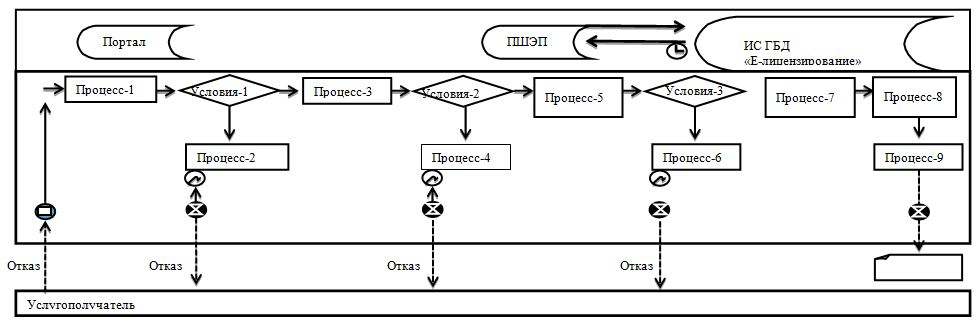 Портал
ПШЭП
ИС ГБД
«Е-лицензирование»
Процесс-1
Условия-1
Процесс-3
Условия-2
Процесс-5
Условия-3
Процесс-7
Процесс-8
Процесс-2
Процесс-4
Процесс-6
Процесс-9
Отказ
Отказ
Отказ
Отказ
Услугополучатель